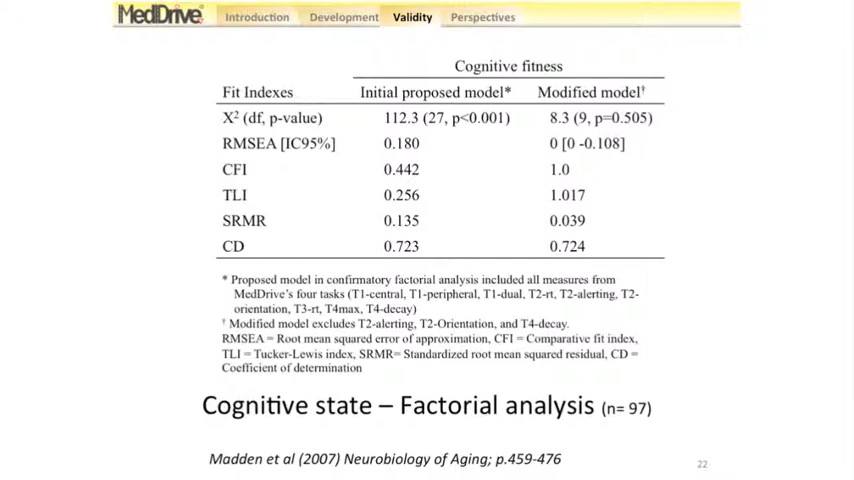 MedDrive Introduction Development Validity Perspectives
Cognitive fitness
Fit Indexes Initial proposed model* Modified model†
X² (df, p-value) 112.3 (27, p<0.001) 8.3 (9, p=0.505)
RMSEA [IC95%] 0.180 0 [0 -0.108]
CFI 0.442 1.0
TLI 0.256 1.017
SRMR 0.135 0.039
CD 0.723 0.724
* Proposed model in confirmatory factorial analysis included all measures from
MedDrive's four tasks (T1-central, T1-peripheral, T1-dual, T2-rt, T2-alerting, T2-
orientation, T3-rt, T4max, T4-decay)
† Modified model excludes T2-alerting, T2-Orientation, and T4-decay.
RMSEA = Root mean squared error of approximation, CFI = Comparative fit index,
TLI = Tucker-Lewis index, SRMR= Standardized root mean squared residual, CD =
Coefficient of determination
Cognitive state – Factorial analysis (n= 97)
Madden et al (2007) Neurobiology of Aging; p.459-476
22